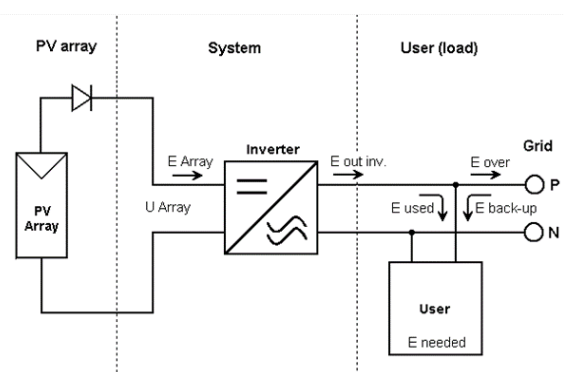 PV array
System
User (load)
E Array
Inverter
E out inv.
E over
Grid
P
U Array
E used
E back-up
PV
Array
N
User
E needed